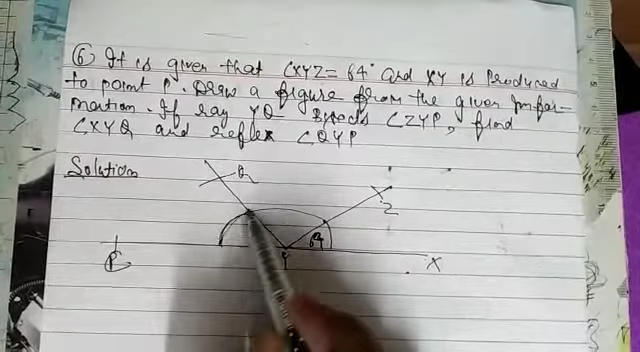 ⑥ It is given that ∠XYZ = 64° and XY is Produced
to point P. Draw a figure from the given infor-
mation. If ray YQ bisects ∠ZYP, find
∠XYQ and reflex ∠QYP
Solution
Q
Z
64
P
Y
X